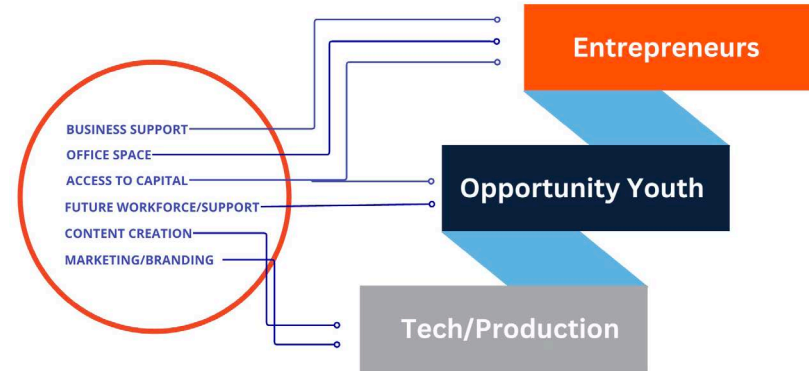 Entrepreneurs
BUSINESS SUPPORT
OFFICE SPACE
ACCESS TO CAPITAL
FUTURE WORKFORCE/SUPPORT
CONTENT CREATION
MARKETING/BRANDING
Opportunity Youth
Tech/Production